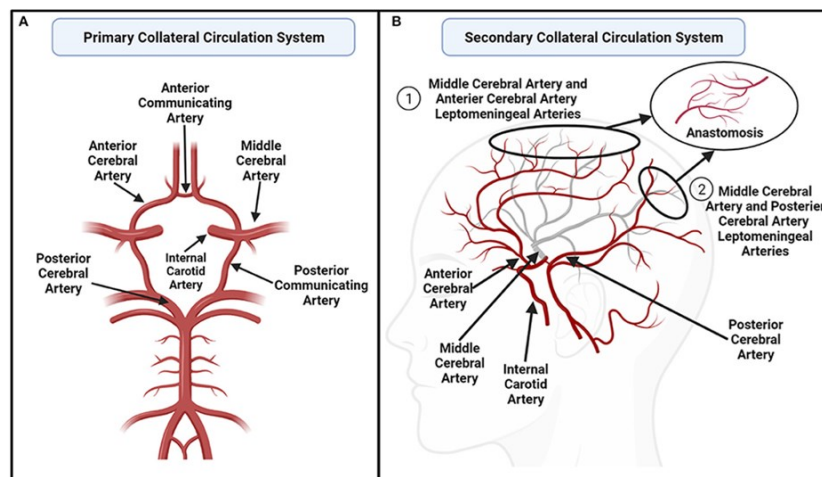 A
Primary Collateral Circulation System
Anterior
Communicating
Artery
Anterior
Cerebral
Artery
Middle
Cerebral
Artery
Internal
Carotid
Artery
Posterior
Cerebral
Artery
Posterior
Communicating
Artery
B
Secondary Collateral Circulation System
1
Middle Cerebral Artery and
Anterier Cerebral Artery
Leptomeningeal Arteries
Anastomosis
2
Middle Cerebral
Artery and Posterier
Cerebral Artery
Leptomeningeal
Arteries
Anterior
Cerebral
Artery
Middle
Cerebral
Artery
Internal
Carotid
Artery
Posterior
Cerebral
Artery